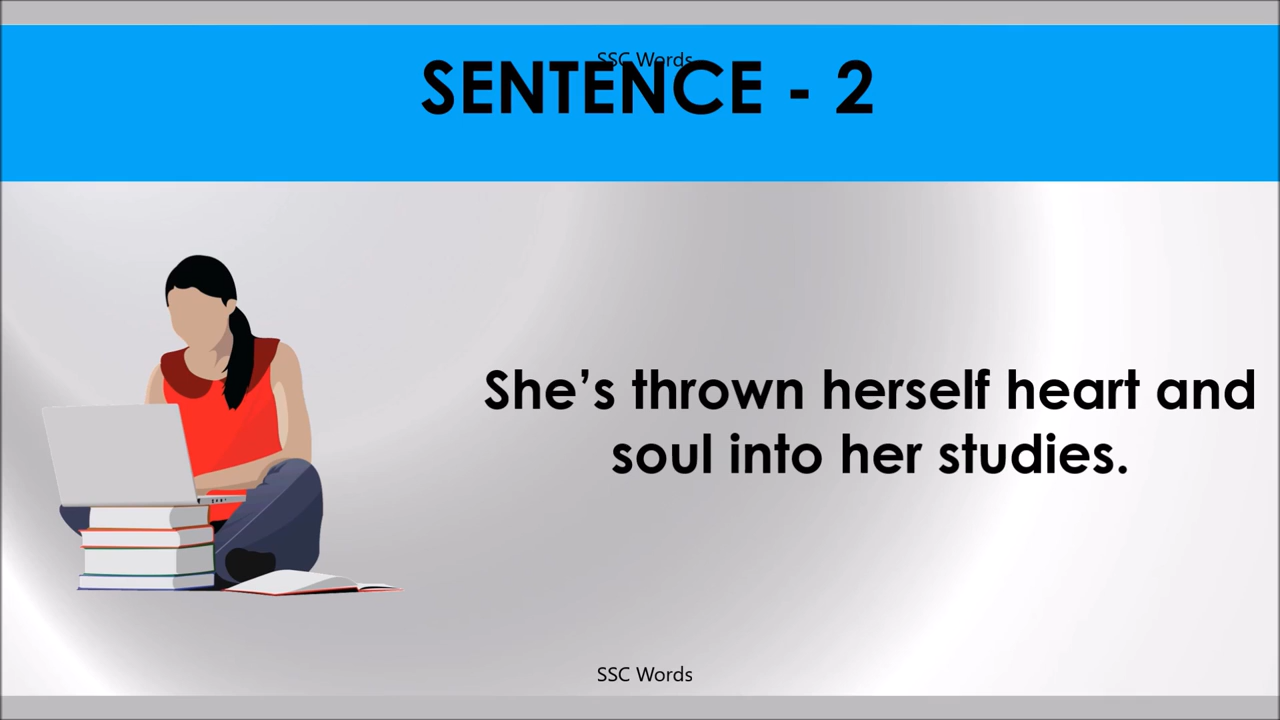 SSC Words
SENTENCE - 2
She’s thrown herself heart and
soul into her studies.
SSC Words